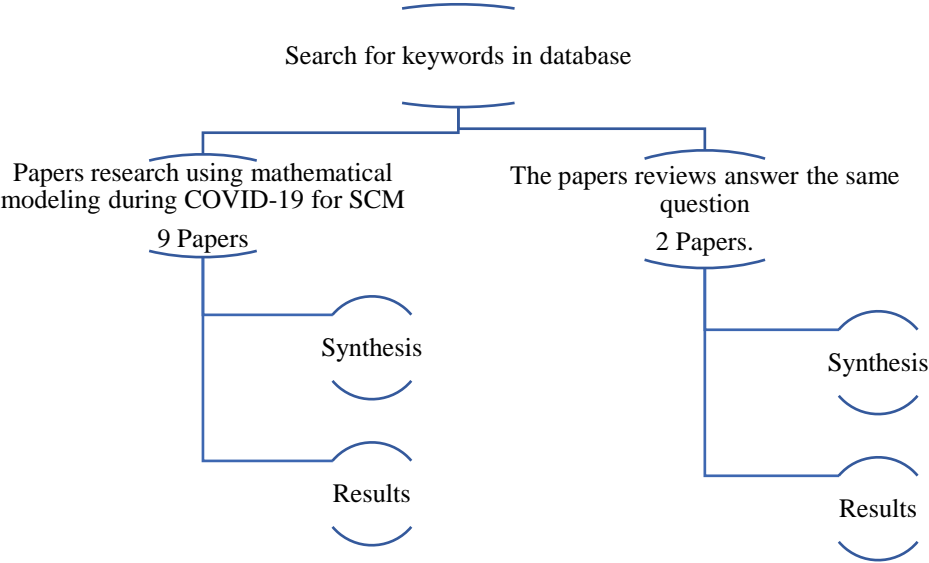 Search for keywords in database
Papers research using mathematical
modeling during COVID-19 for SCM
9 Papers
Synthesis
Results
The papers reviews answer the same
question
2 Papers.
Synthesis
Results